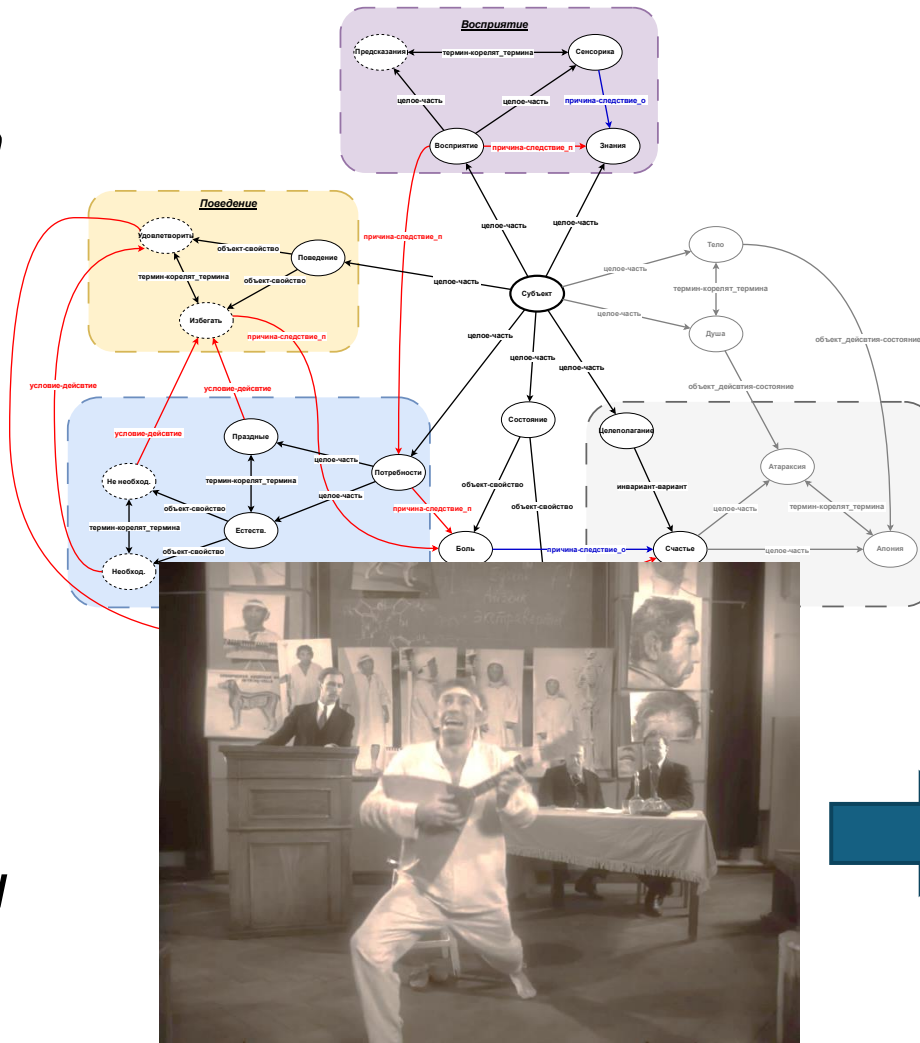 Восприятие
Предсказания
термин-корелят_термина
Сенсорика
целое-часть
целое-часть
причина-следствие_о
Восприятие
причина-следствие_п
Знания
Поведение
целое-часть
целое-часть
Удовлетворить
объект-свойство
Поведение
причина-следствие_п
Тело
целое-часть
термин-корелят_термина
объект-свойство
целое-часть
Субъект
термин-корелят_термина
Избегать
причина-следствие_п
целое-часть
Душа
целое-часть
целое-часть
целое-часть
объект_дейсвтия-состояние
условие-дейсвтие
условие-дейсвтие
объект_дейсвтия-состояние
условие-дейсвтие
Праздные
Состояние
Целеполагание
целое-часть
Потребности
Атараксия
Не необход.
термин-корелят_термина
объект-свойство
инвариант-вариант
целое-часть
объект-свойство
причина-следствие_п
объект-свойство
целое-часть
термин-корелят_термина
термин-корелят_термина
Естеств.
объект-свойство
Боль
причина-следствие_о
Счастье
целое-часть
Апония
Необход.